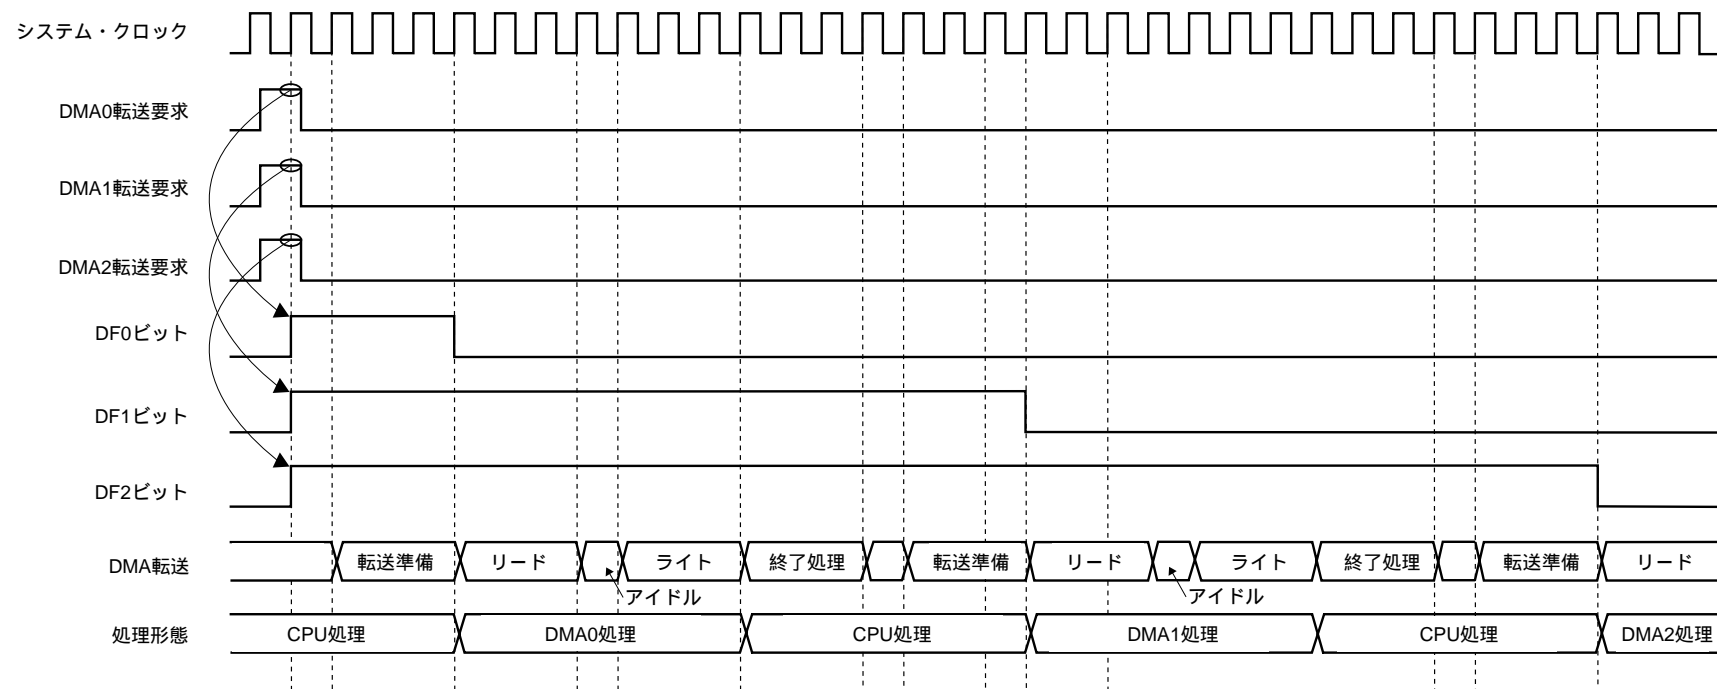 システム・クロック
DMA0転送要求
DMA1転送要求
DMA2転送要求
DF0ビット
DF1ビット
DF2ビット
DMA転送 転送準備 リード ライト 終了処理 転送準備 リード ライト 終了処理 転送準備 リード
アイドル アイドル
処理形態 CPU処理 DMA0処理 CPU処理 DMA1処理 CPU処理 DMA2処理